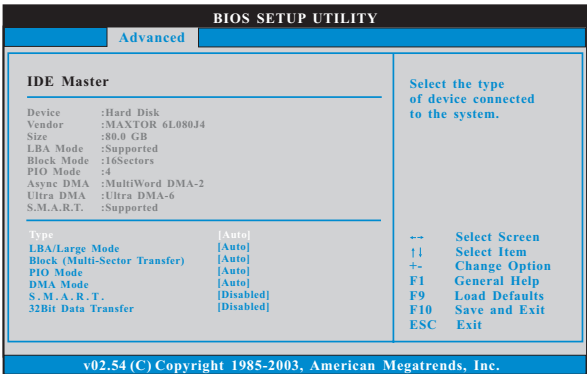 BIOS SETUP UTILITY
Advanced
IDE Master
Device :Hard Disk
Vendor :MAXTOR 6L080J4
Size :80.0 GB
LBA Mode :Supported
Block Mode :16Sectors
PIO Mode :4
Async DMA :MultiWord DMA-2
Ultra DMA :Ultra DMA-6
S.M.A.R.T. :Supported
Type [Auto]
LBA/Large Mode [Auto]
Block (Multi-Sector Transfer) [Auto]
PIO Mode [Auto]
DMA Mode [Auto]
S.M.A.R.T. [Disabled]
32Bit Data Transfer [Disabled]
Select the type
of device connected
to the system.
←→ Select Screen
↑↓ Select Item
+- Change Option
F1 General Help
F9 Load Defaults
F10 Save and Exit
ESC Exit
v02.54 (C) Copyright 1985-2003, American Megatrends, Inc.